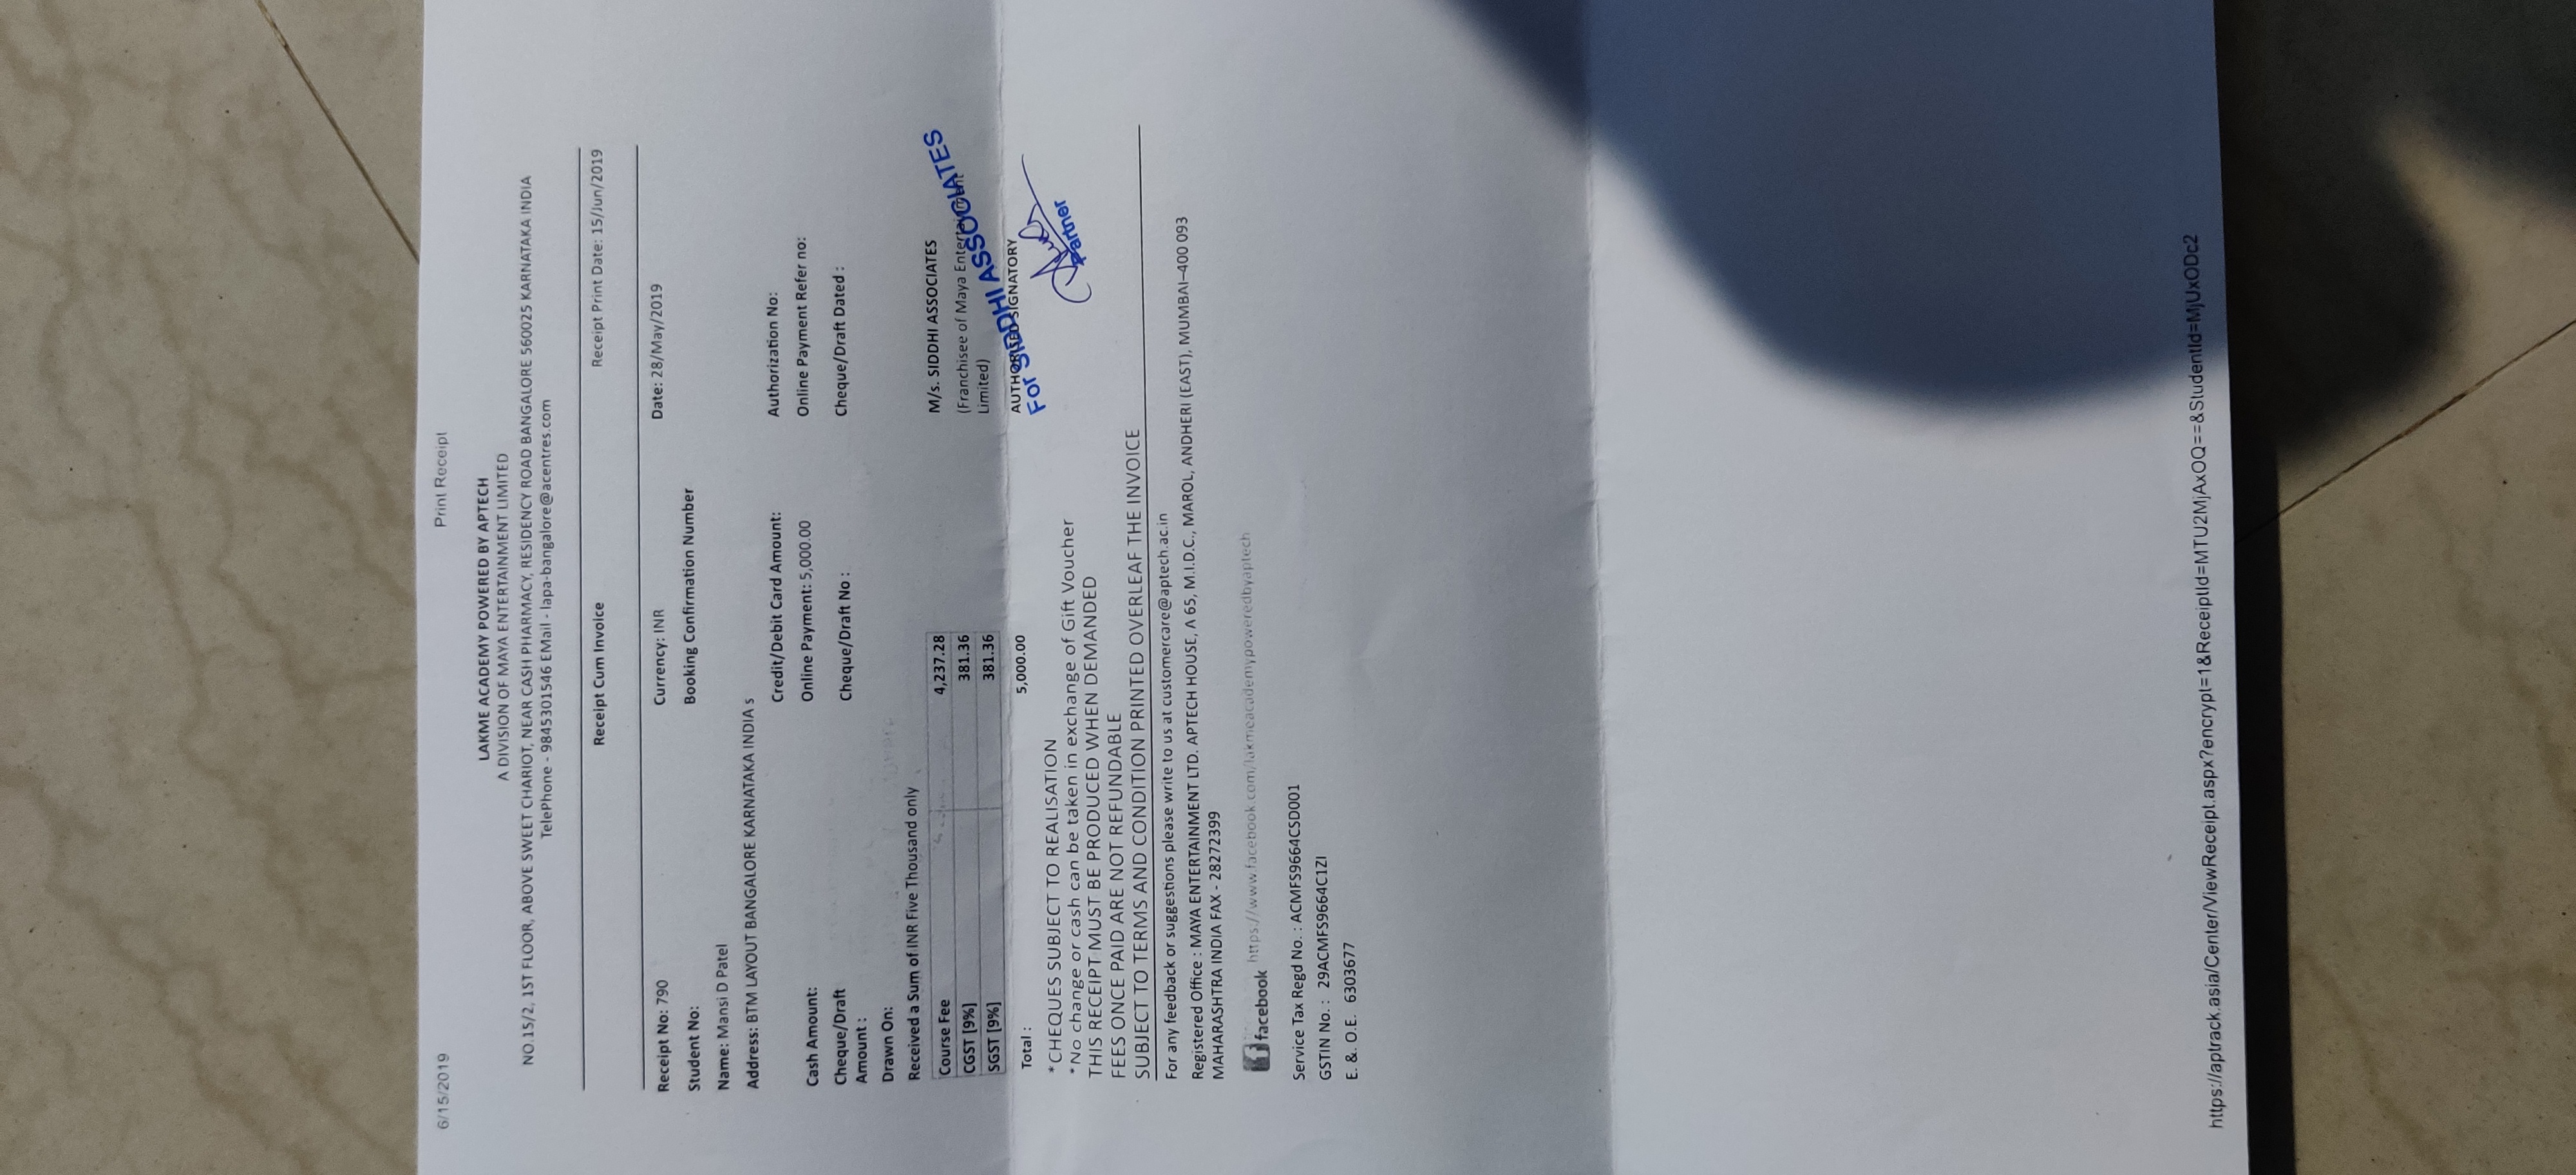 6/15/2019 Print Receipt
LAKME ACADEMY POWERED BY APTECH
A DIVISION OF MAYA ENTERTAINMENT LIMITED
NO.15/2, 1ST FLOOR, ABOVE SWEET CHARIOT, NEAR CASH PHARMACY, RESIDENCY ROAD BANGALORE 560025 KARNATAKA INDIA
TelePhone - 9845301546 EMail - lapa-bangalore@acentres.com
Receipt Cum Invoice Receipt Print Date: 15/Jun/2019
Receipt No: 790 Currency: INR Date: 28/May/2019
Student No: Booking Confirmation Number
Name: Mansi D Patel
Address: BTM LAYOUT BANGALORE KARNATAKA INDIA s
Credit/Debit Card Amount: Authorization No:
Cash Amount: Online Payment: 5,000.00 Online Payment Refer no:
Cheque/Draft Amount : Cheque/Draft No : Cheque/Draft Dated :
Drawn On:
Received a Sum of INR Five Thousand only
Course Fee 4,237.28
CGST [9%] 381.36
SGST [9%] 381.36
Total : 5,000.00
M/s. SIDDHI ASSOCIATES
(Franchisee of Maya Entertainment
Limited)
AUTHORISED SIGNATORY
For SIDDHI ASSOCIATES
Partner
*CHEQUES SUBJECT TO REALISATION
*No change or cash can be taken in exchange of Gift Voucher
THIS RECEIPT MUST BE PRODUCED WHEN DEMANDED
FEES ONCE PAID ARE NOT REFUNDABLE
SUBJECT TO TERMS AND CONDITION PRINTED OVERLEAF THE INVOICE
For any feedback or suggestions please write to us at customercare@aptech.ac.in
Registered Office : MAYA ENTERTAINMENT LTD. APTECH HOUSE, A 65, M.I.D.C., MAROL, ANDHERI (EAST), MUMBAI–400 093
MAHARASHTRA INDIA FAX - 28272399
f facebook https://www.facebook.com/lakmeacademypoweredbyaptech
Service Tax Regd No. : ACMFS9664CSD001
GSTIN No. : 29ACMFS9664C1ZI
E. &. O.E. 6303677
https://aptrack.asia/Center/ViewReceipt.aspx?encrypt=1&ReceiptId=MTU2MjAxOQ==&StudentId=MjUxODc2